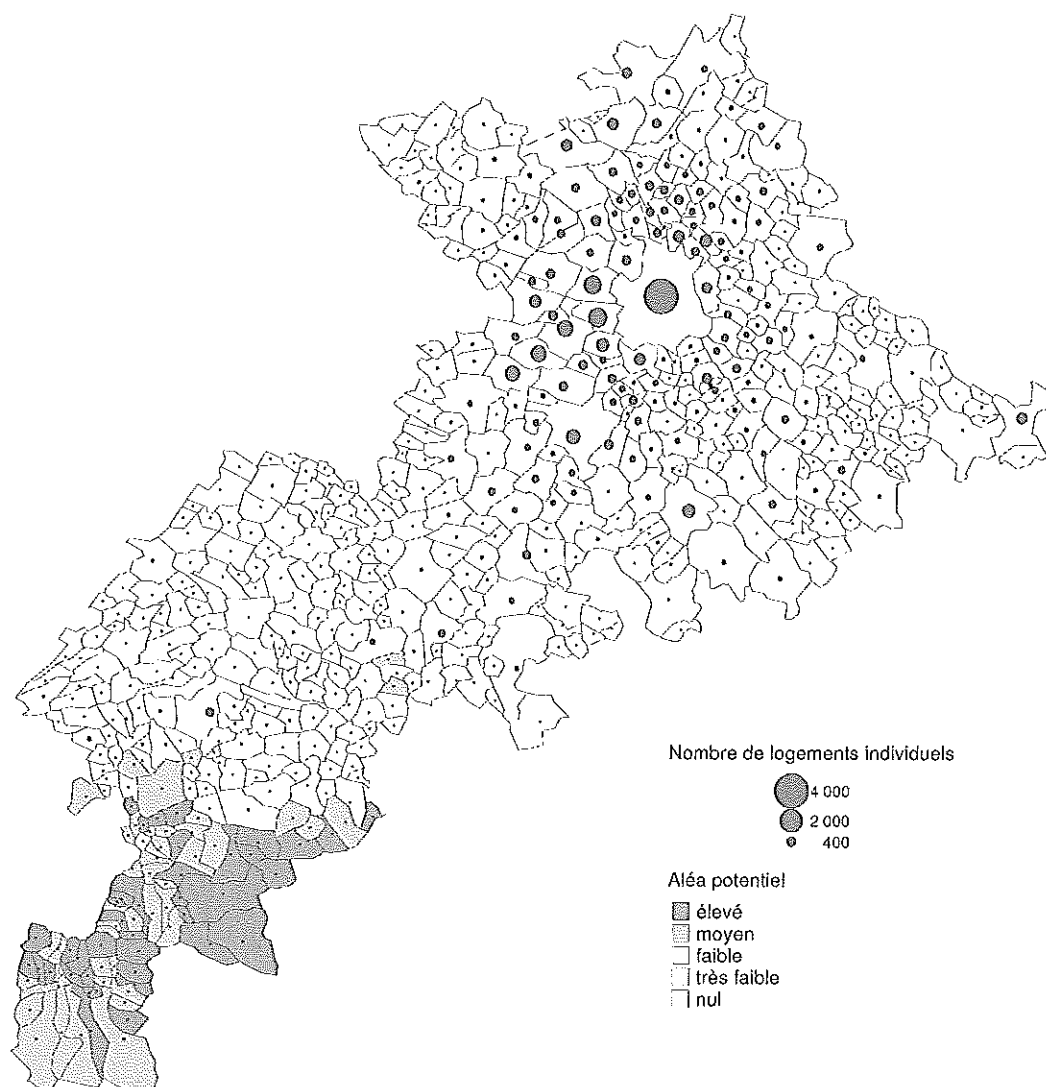 Nombre de logements individuels
4 000
2 000
400
Aléa potentiel
élevé
moyen
faible
très faible
nul